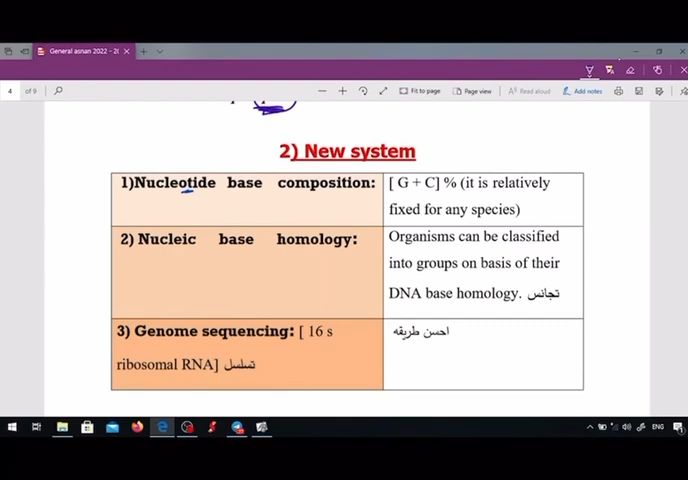 General asnan 2022 - 20
4 of 9
Fit to page
Page view
Read aloud
Add notes
2) New system
1)Nucleotide base composition:
[ G + C] % (it is relatively
fixed for any species)
2) Nucleic base homology:
Organisms can be classified
into groups on basis of their
DNA base homology. تجانس
3) Genome sequencing: [ 16 s
ribosomal RNA] تسلسل
احسن طريقه
ENG